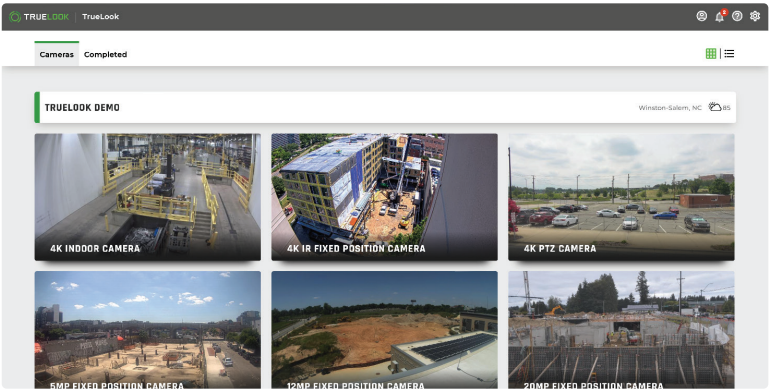 TRUELOOK | TrueLook
2
Cameras Completed
TRUELOOK DEMO
Winston-Salem, NC 85
4K INDOOR CAMERA
4K IR FIXED POSITION CAMERA
4K PTZ CAMERA
5MP FIXED POSITION CAMERA
12MP FIXED POSITION CAMERA
20MP FIXED POSITION CAMERA